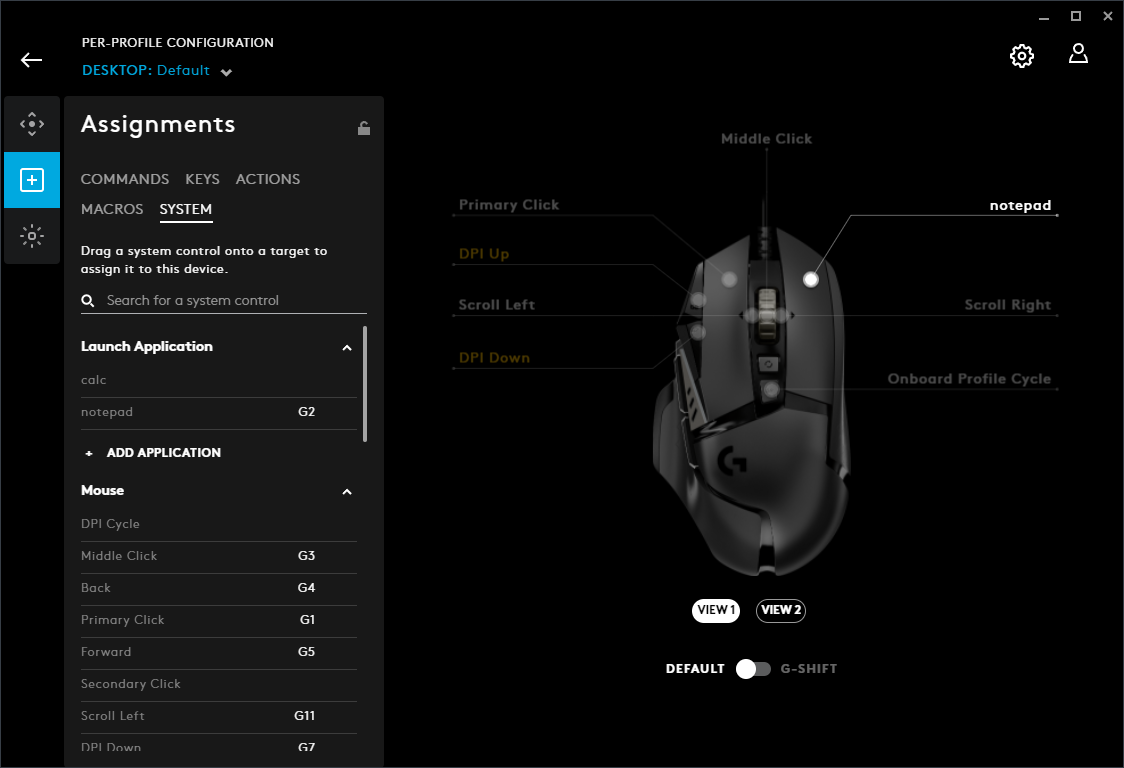 PER-PROFILE CONFIGURATION
DESKTOP: Default
Assignments
COMMANDS KEYS ACTIONS
MACROS SYSTEM
Drag a system control onto a target to
assign it to this device.
Search for a system control
Launch Application
calc
notepad G2
+ ADD APPLICATION
Mouse
DPI Cycle
Middle Click G3
Back G4
Primary Click G1
Forward G5
Secondary Click
Scroll Left G11
DPI Down G7
Middle Click
Primary Click
notepad
DPI Up
Scroll Left
Scroll Right
DPI Down
Onboard Profile Cycle
VIEW 1 VIEW 2
DEFAULT G-SHIFT